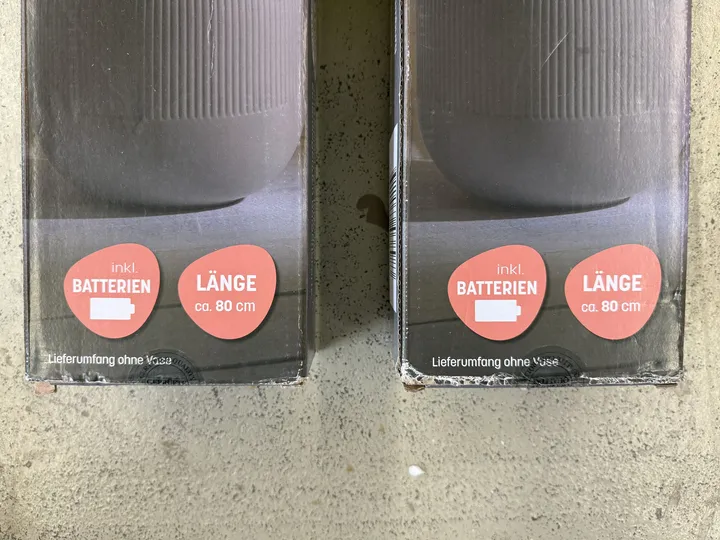 inkl.
BATTERIEN
LÄNGE
ca. 80 cm
Lieferumfang ohne Vase
inkl.
BATTERIEN
LÄNGE
ca. 80 cm
Lieferumfang ohne Vase